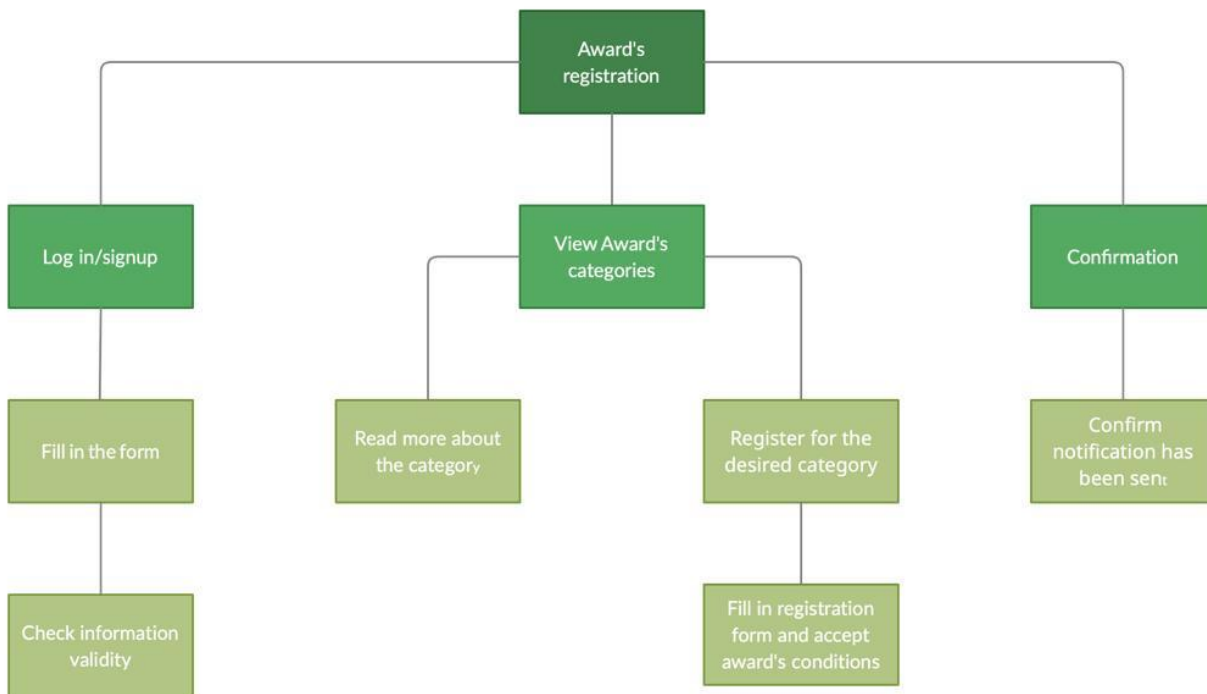 Award's
registration
Log in/signup
View Award's
categories
Confirmation
Fill in the form
Read more about
the category
Register for the
desired category
Confirm
notification has
been sent
Check information
validity
Fill in registration
form and accept
award's conditions